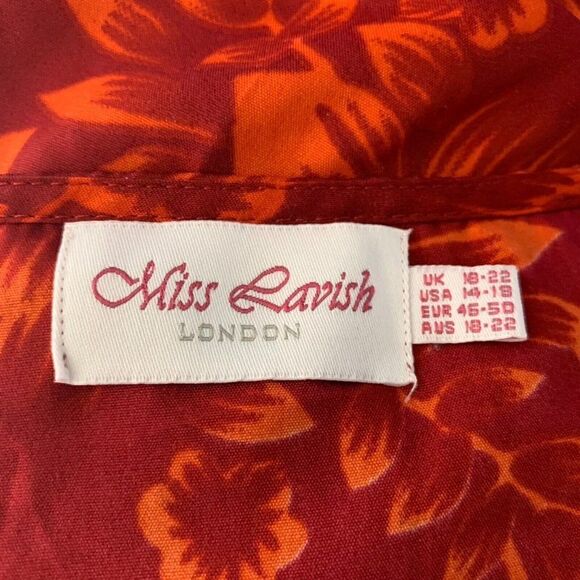 Miss Lavish
LONDON
UK 18-22
USA 14-18
EUR 46-50
AUS 18-22